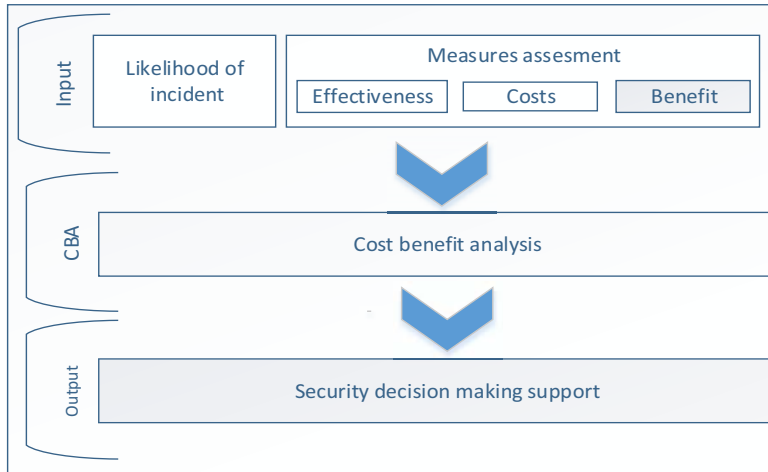 Input
Likelihood of
incident
Measures assesment
Effectiveness
Costs
Benefit
CBA
Cost benefit analysis
Output
Security decision making support